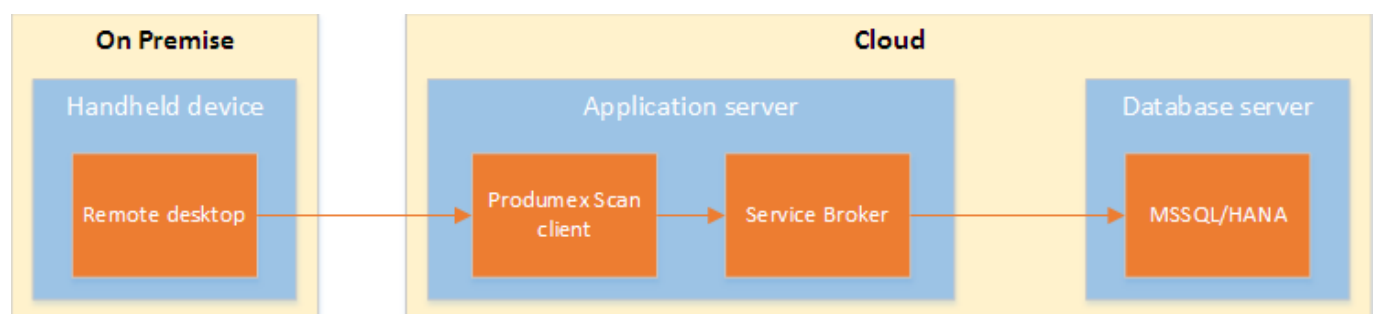 On Premise
Cloud
Handheld device
Application server
Database server
Remote desktop
Produmex Scan
client
Service Broker
MSSQL/HANA